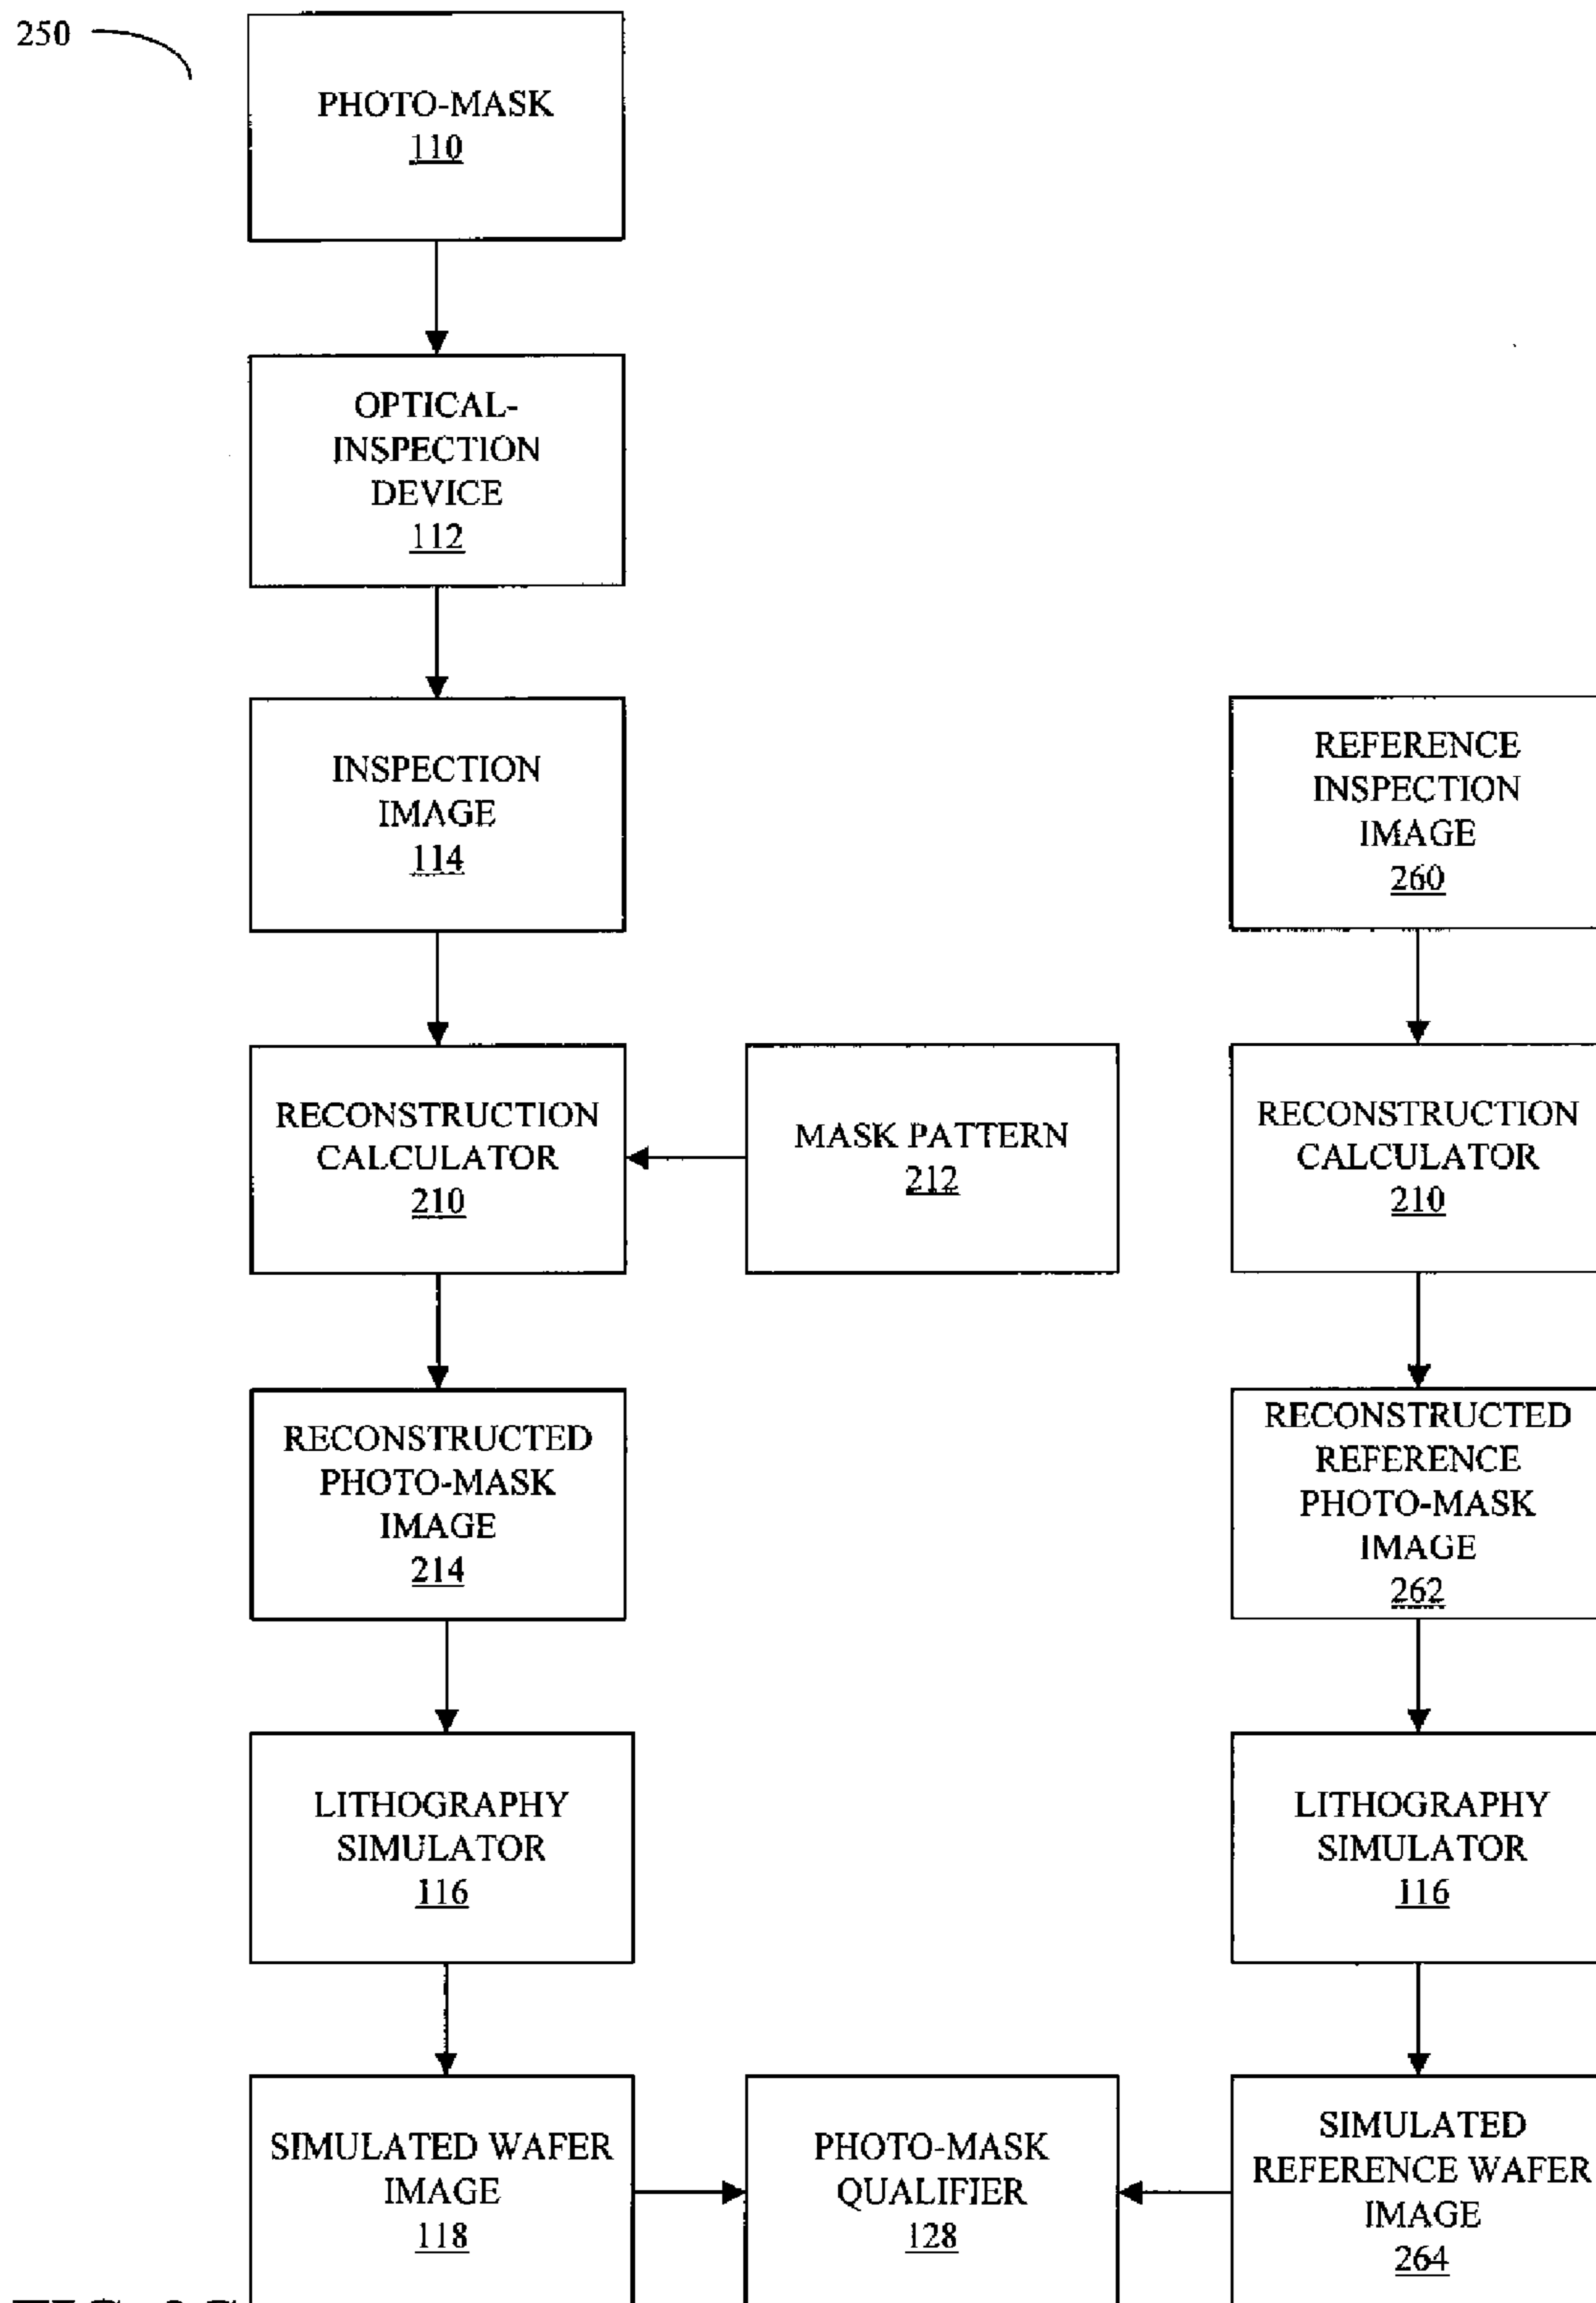 250
PHOTO-MASK
110
OPTICAL-
INSPECTION
DEVICE
112
INSPECTION
IMAGE
114
REFERENCE
INSPECTION
IMAGE
260
RECONSTRUCTION
CALCULATOR
210
MASK PATTERN
212
RECONSTRUCTION
CALCULATOR
210
RECONSTRUCTED
PHOTO-MASK
IMAGE
214
RECONSTRUCTED
REFERENCE
PHOTO-MASK
IMAGE
262
LITHOGRAPHY
SIMULATOR
116
LITHOGRAPHY
SIMULATOR
116
SIMULATED WAFER
IMAGE
118
PHOTO-MASK
QUALIFIER
128
SIMULATED
REFERENCE WAFER
IMAGE
264